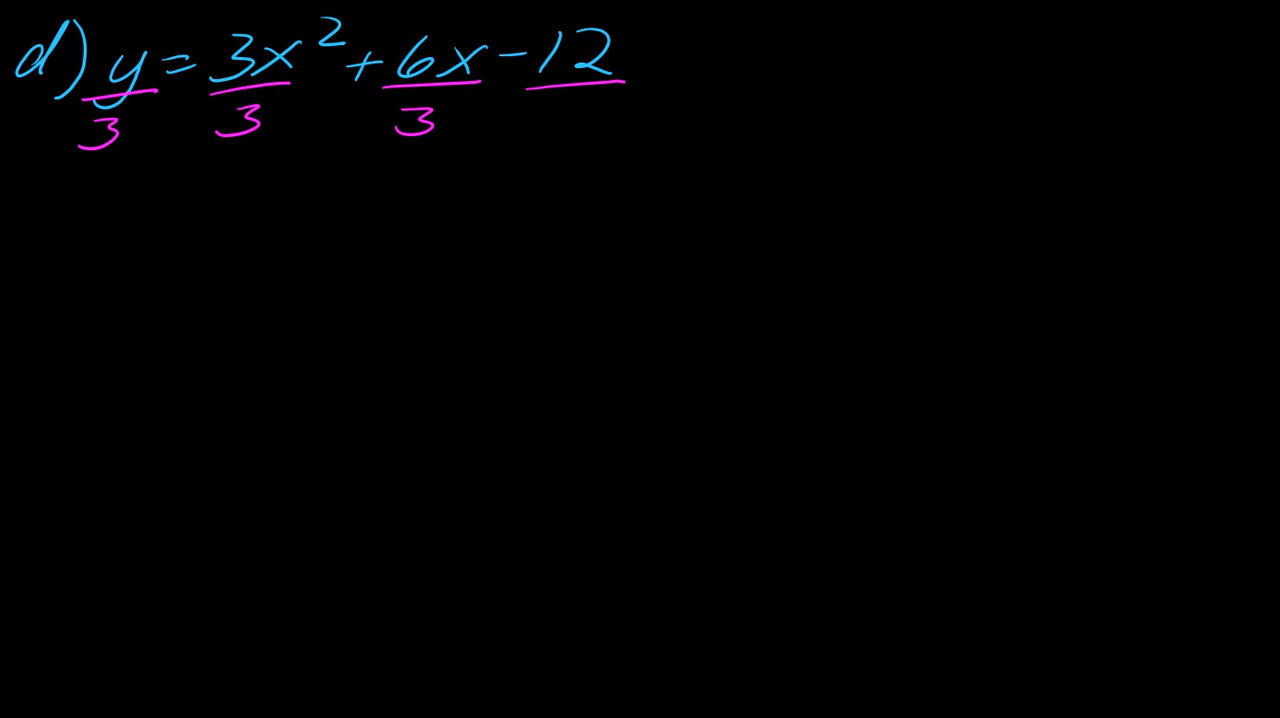 d) y = 3x² + 6x - 12
3 3 3